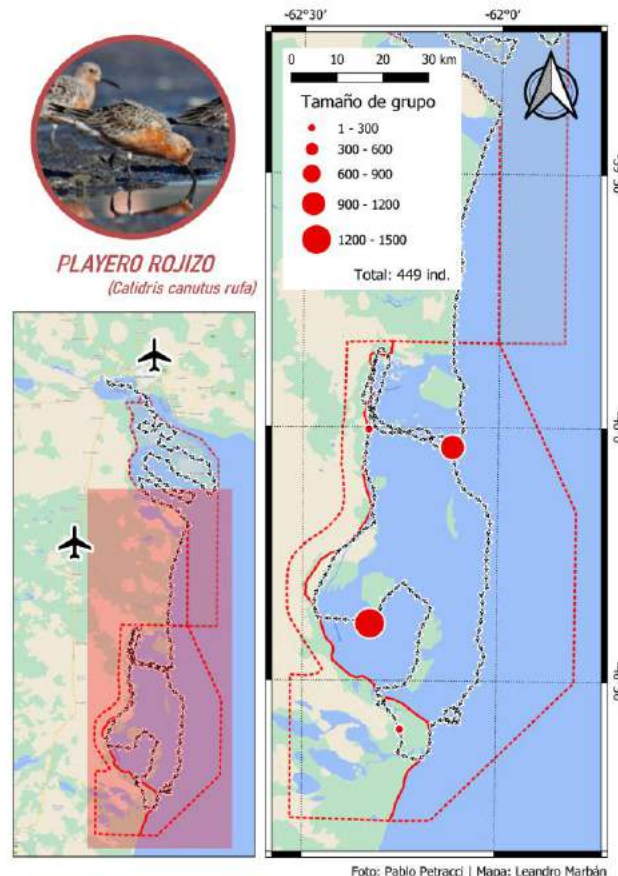 -62°30' -62°0'
0 10 20 30 km
Tamaño de grupo
1 - 300
300 - 600
600 - 900
900 - 1200
1200 - 1500
Total: 449 ind.
PLAYERO ROJIZO
(Calidris canutus rufa)
Foto: Pablo Petracci | Mapa: Leandro Marbán